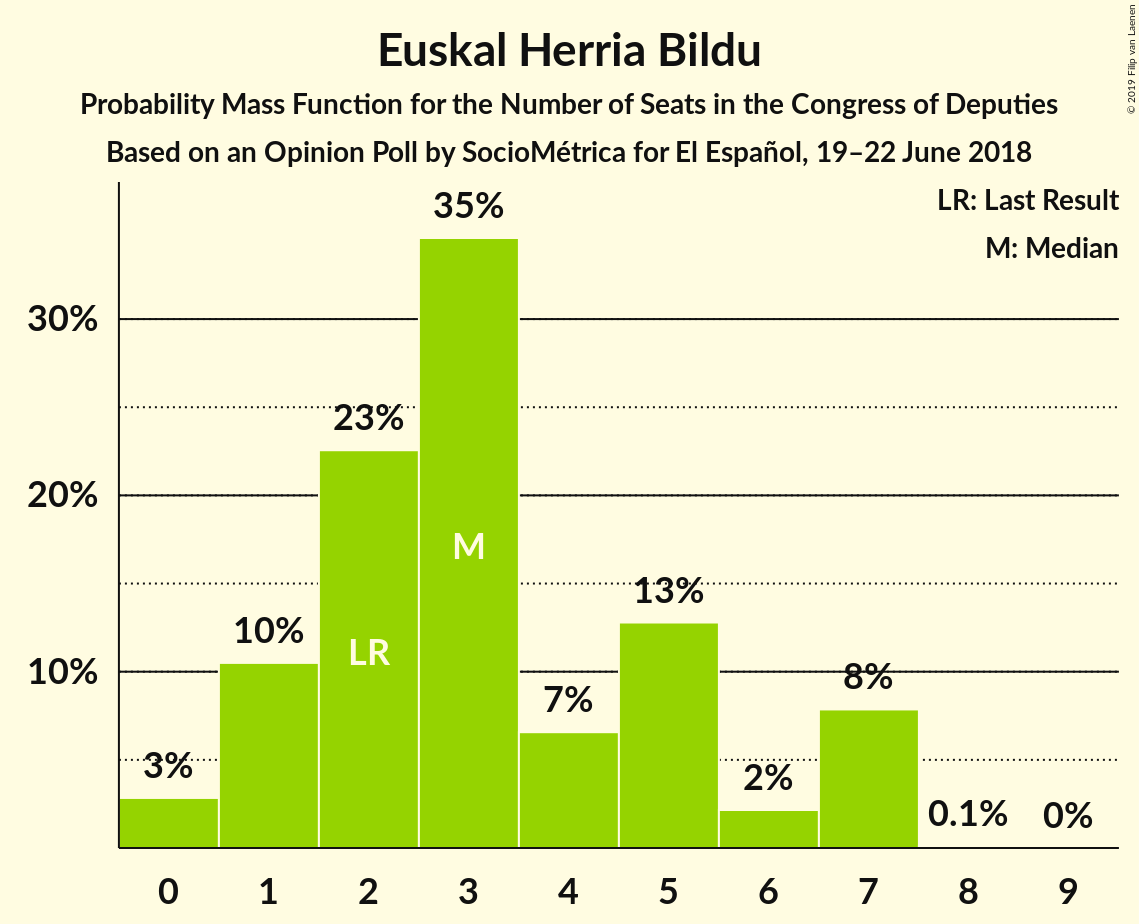 Euskal Herria Bildu
Probability Mass Function for the Number of Seats in the Congress of Deputies
Based on an Opinion Poll by SocioMétrica for El Español, 19–22 June 2018
© 2019 Filip van Laenen
LR: Last Result
M: Median
35%
30%
23%
20%
M
13%
10%
LR
10%
8%
7%
3%
2%
0.1%
0%
0 1 2 3 4 5 6 7 8 9